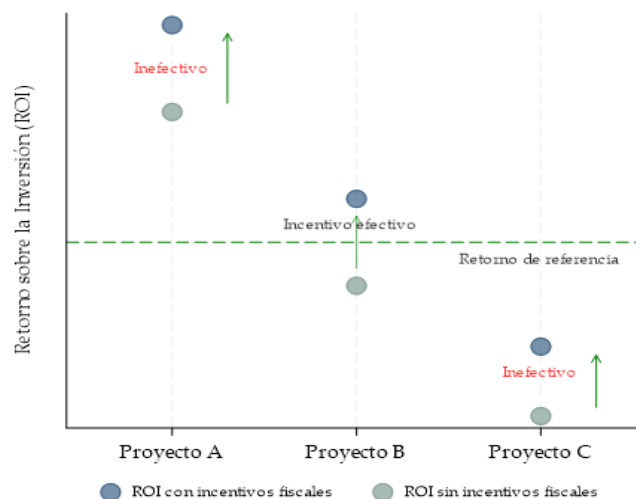 Retorno sobre la Inversión (ROI)
Inefectivo
Incentivo efectivo
Retorno de referencia
Inefectivo
Proyecto A
Proyecto B
Proyecto C
ROI con incentivos fiscales
ROI sin incentivos fiscales